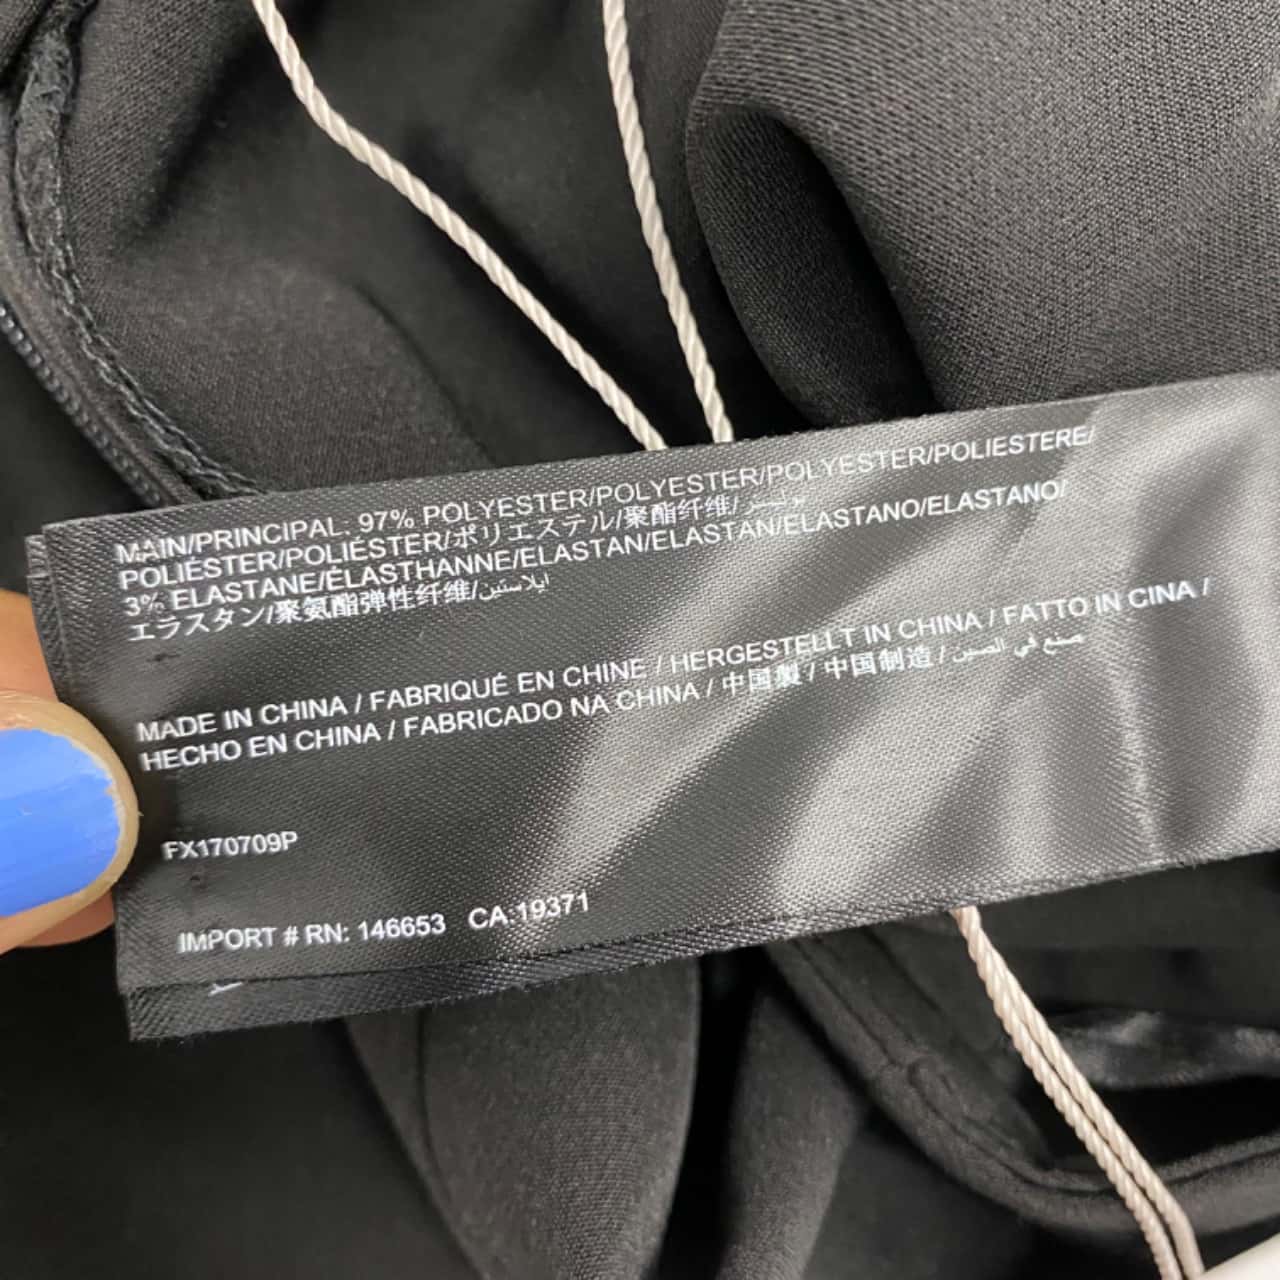 MAIN/PRINCIPAL: 97% POLYESTER/POLYESTER/POLYESTER/POLIESTERE/
POLIÉSTER/POLIÉSTER/ポリエステル/聚酯纤维/بوليستر
3% ELASTANE/ÉLASTHANNE/ELASTAN/ELASTAN/ELASTANO/ELASTANO/
エラスタン/聚氨酯弹性纤维/ايلاستين
MADE IN CHINA / FABRIQUÉ EN CHINE / HERGESTELLT IN CHINA / FATTO IN CINA /
HECHO EN CHINA / FABRICADO NA CHINA / 中国製 / 中国制造 / صنع في الصين
FX170709P
IMPORT # RN: 146653 CA:19371